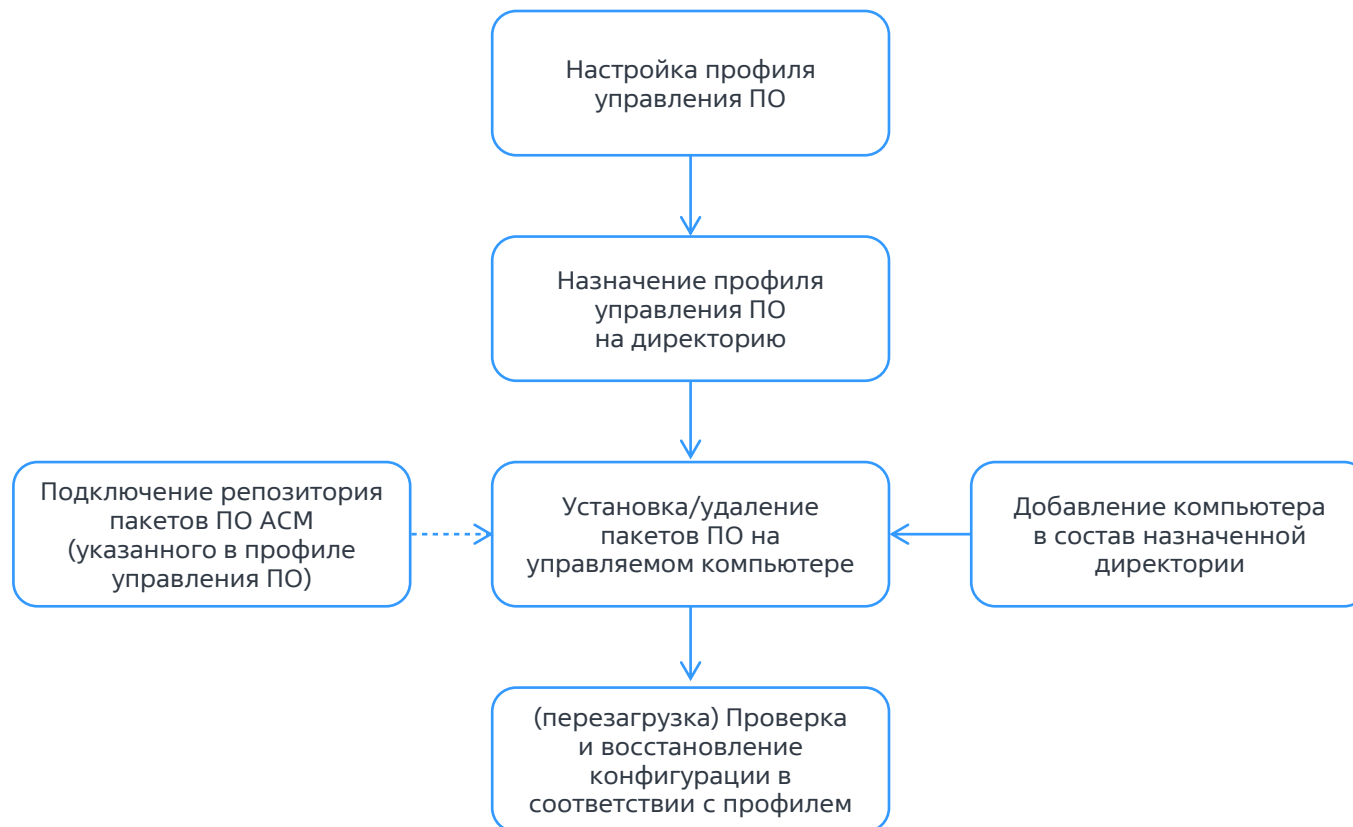 Настройка профиля
управления ПО
Назначение профиля
управления ПО
на директорию
Подключение репозитория
пакетов ПО АСМ
(указанного в профиле
управления ПО)
Установка/удаление
пакетов ПО на
управляемом компьютере
Добавление компьютера
в состав назначенной
директории
(перезагрузка) Проверка
и восстановление
конфигурации в
соответствии с профилем